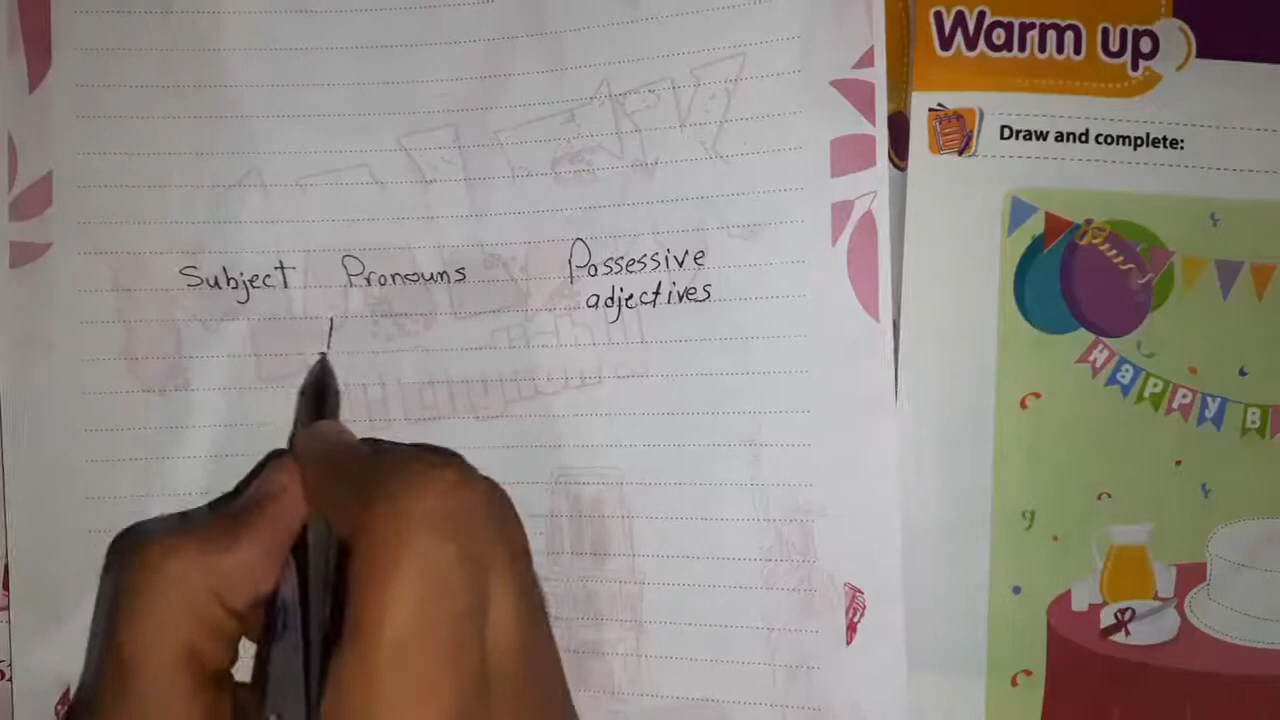 Warm up
Draw and complete:
Subject Pronouns
Possessive
adjectives
HAPPY B